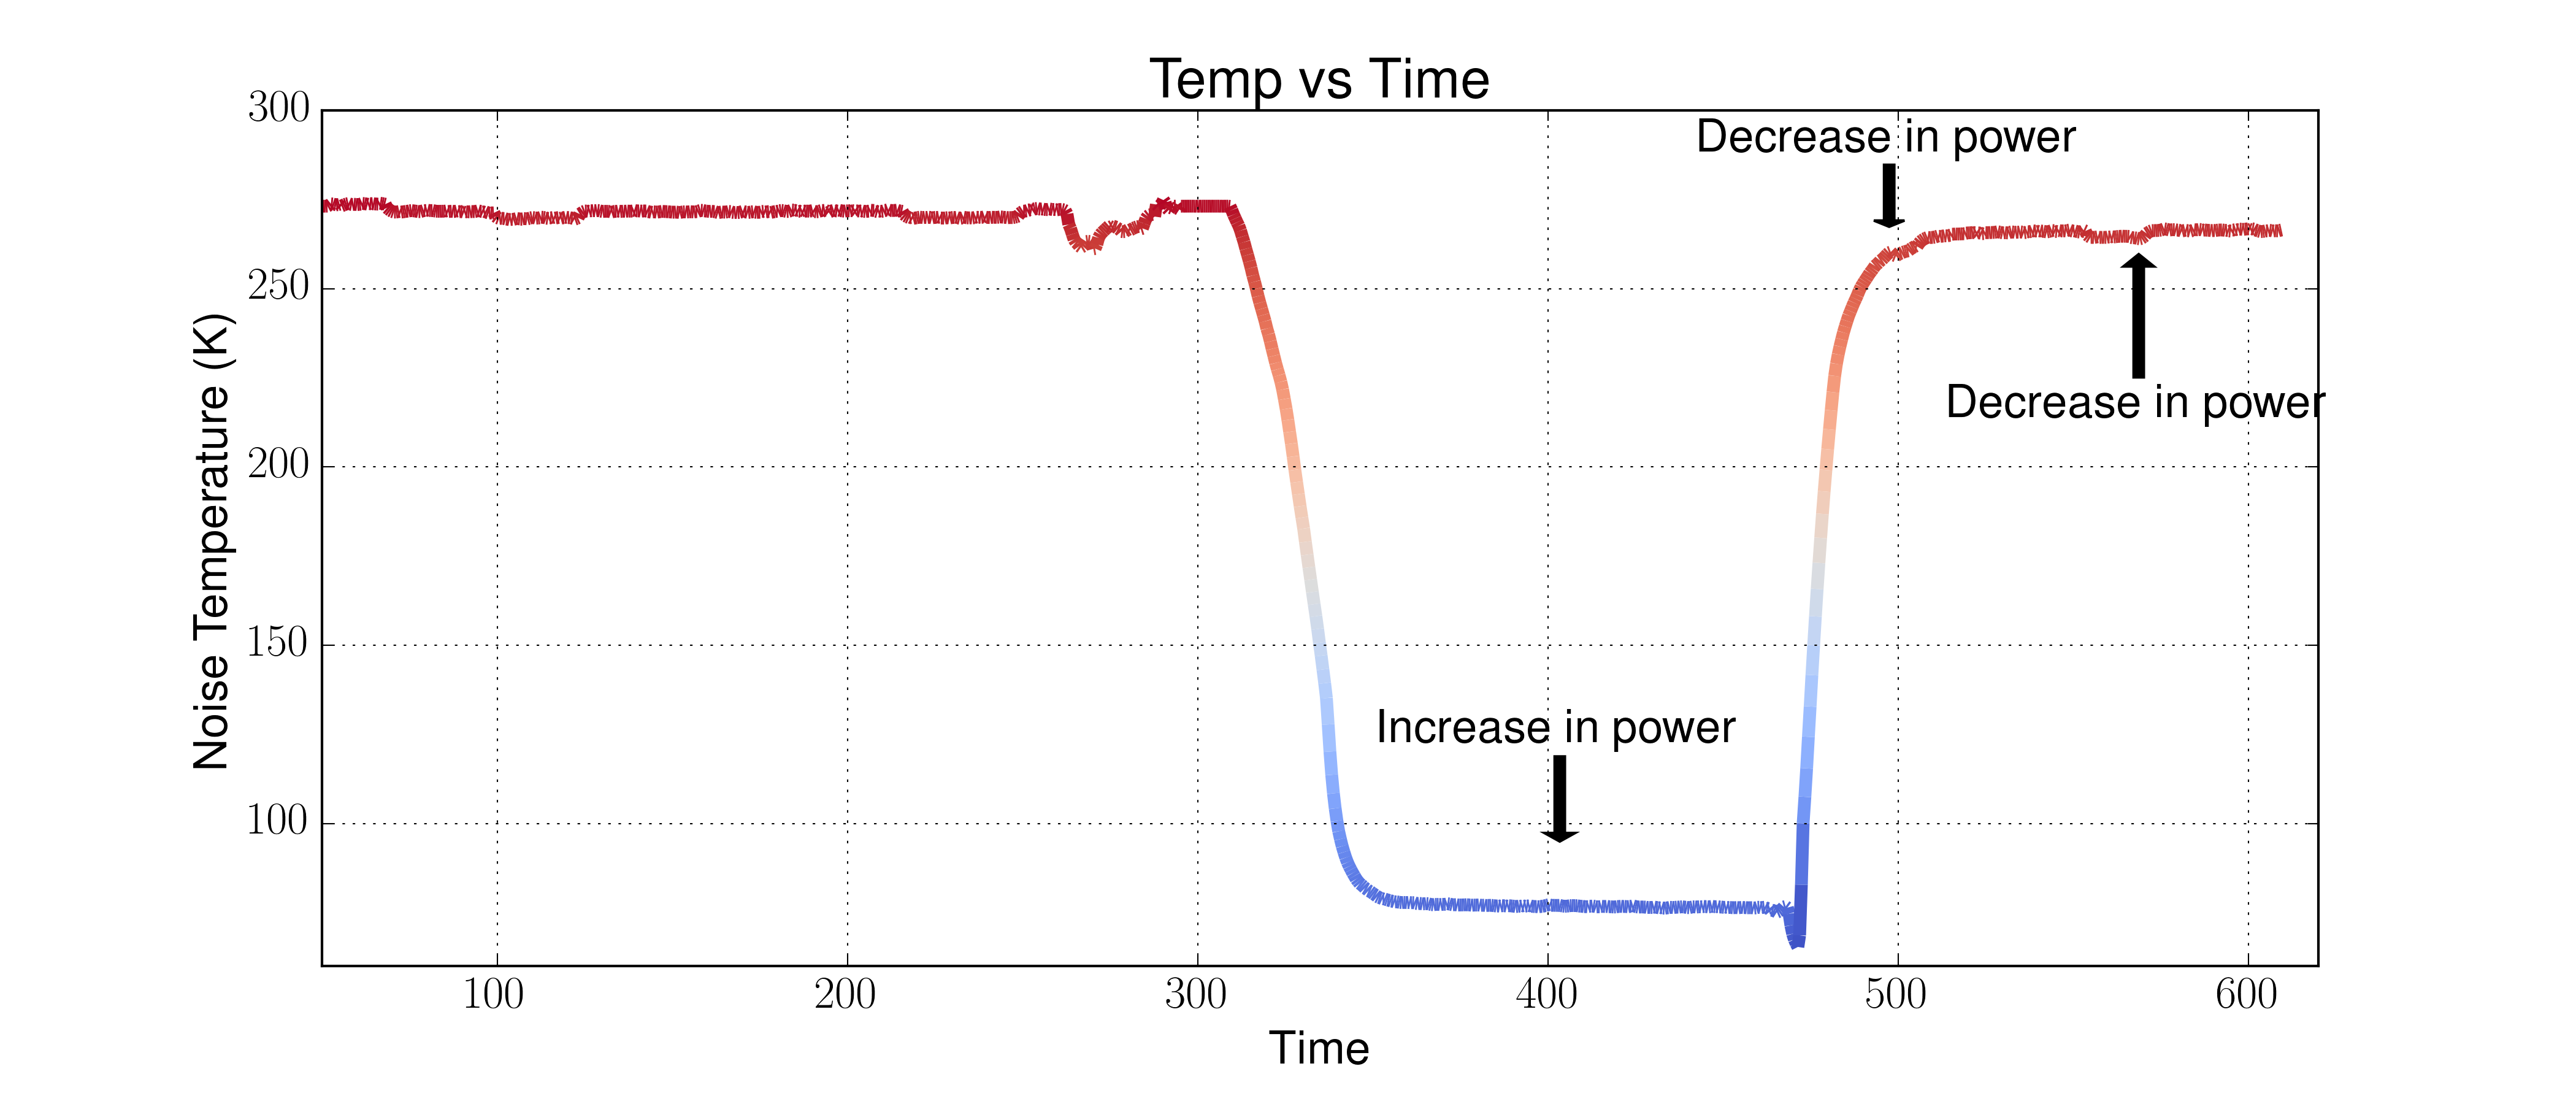 Temp vs Time
300
250
200
150
100
Noise Temperature (K)
Decrease in power
Decrease in power
Increase in power
100
200
300
400
500
600
Time